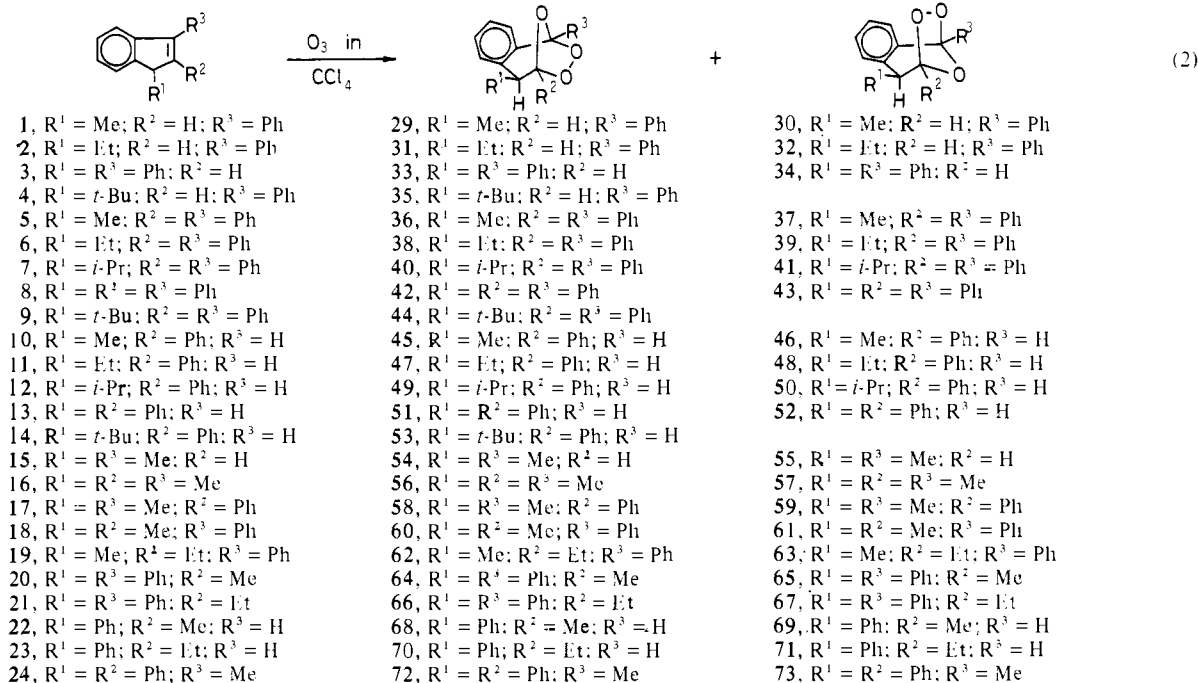 R³ R² R¹
O₃ in
CCl₄
O R³ O O R¹ R² H
+
O-O R³ O R¹ R² H
(2)
1, R¹ = Me; R² = H; R³ = Ph 29, R¹ = Me; R² = H; R³ = Ph 30, R¹ = Me; R² = H; R³ = Ph
2, R¹ = Et; R² = H; R³ = Ph 31, R¹ = Et; R² = H; R³ = Ph 32, R¹ = Et; R² = H; R³ = Ph
3, R¹ = R³ = Ph; R² = H 33, R¹ = R³ = Ph; R² = H 34, R¹ = R³ = Ph; R² = H
4, R¹ = t-Bu; R² = H; R³ = Ph 35, R¹ = t-Bu; R² = H; R³ = Ph
5, R¹ = Me; R² = R³ = Ph 36, R¹ = Me; R² = R³ = Ph 37, R¹ = Me; R² = R³ = Ph
6, R¹ = Et; R² = R³ = Ph 38, R¹ = Et; R² = R³ = Ph 39, R¹ = Et; R² = R³ = Ph
7, R¹ = i-Pr; R² = R³ = Ph 40, R¹ = i-Pr; R² = R³ = Ph 41, R¹ = i-Pr; R² = R³ = Ph
8, R¹ = R² = R³ = Ph 42, R¹ = R² = R³ = Ph 43, R¹ = R² = R³ = Ph
9, R¹ = t-Bu; R² = R³ = Ph 44, R¹ = t-Bu; R² = R³ = Ph
10, R¹ = Me; R² = Ph; R³ = H 45, R¹ = Me; R² = Ph; R³ = H 46, R¹ = Me; R² = Ph; R³ = H
11, R¹ = Et; R² = Ph; R³ = H 47, R¹ = Et; R² = Ph; R³ = H 48, R¹ = Et; R² = Ph; R³ = H
12, R¹ = i-Pr; R² = Ph; R³ = H 49, R¹ = i-Pr; R² = Ph; R³ = H 50, R¹ = i-Pr; R² = Ph; R³ = H
13, R¹ = R² = Ph; R³ = H 51, R¹ = R² = Ph; R³ = H 52, R¹ = R² = Ph; R³ = H
14, R¹ = t-Bu; R² = Ph; R³ = H 53, R¹ = t-Bu; R² = Ph; R³ = H
15, R¹ = R³ = Me; R² = H 54, R¹ = R³ = Me; R² = H 55, R¹ = R³ = Me; R² = H
16, R¹ = R² = R³ = Me 56, R¹ = R² = R³ = Me 57, R¹ = R² = R³ = Me
17, R¹ = R³ = Me; R² = Ph 58, R¹ = R³ = Me; R² = Ph 59, R¹ = R³ = Me; R² = Ph
18, R¹ = R² = Me; R³ = Ph 60, R¹ = R² = Me; R³ = Ph 61, R¹ = R² = Me; R³ = Ph
19, R¹ = Me; R² = Et; R³ = Ph 62, R¹ = Me; R² = Et; R³ = Ph 63, R¹ = Me; R² = Et; R³ = Ph
20, R¹ = R³ = Ph; R² = Me 64, R¹ = R³ = Ph; R² = Me 65, R¹ = R³ = Ph; R² = Me
21, R¹ = R³ = Ph; R² = Et 66, R¹ = R³ = Ph; R² = Et 67, R¹ = R³ = Ph; R² = Et
22, R¹ = Ph; R² = Me; R³ = H 68, R¹ = Ph; R² = Me; R³ = H 69, R¹ = Ph; R² = Me; R³ = H
23, R¹ = Ph; R² = Et; R³ = H 70, R¹ = Ph; R² = Et; R³ = H 71, R¹ = Ph; R² = Et; R³ = H
24, R¹ = R² = Ph; R³ = Me 72, R¹ = R² = Ph; R³ = Me 73, R¹ = R² = Ph; R³ = Me